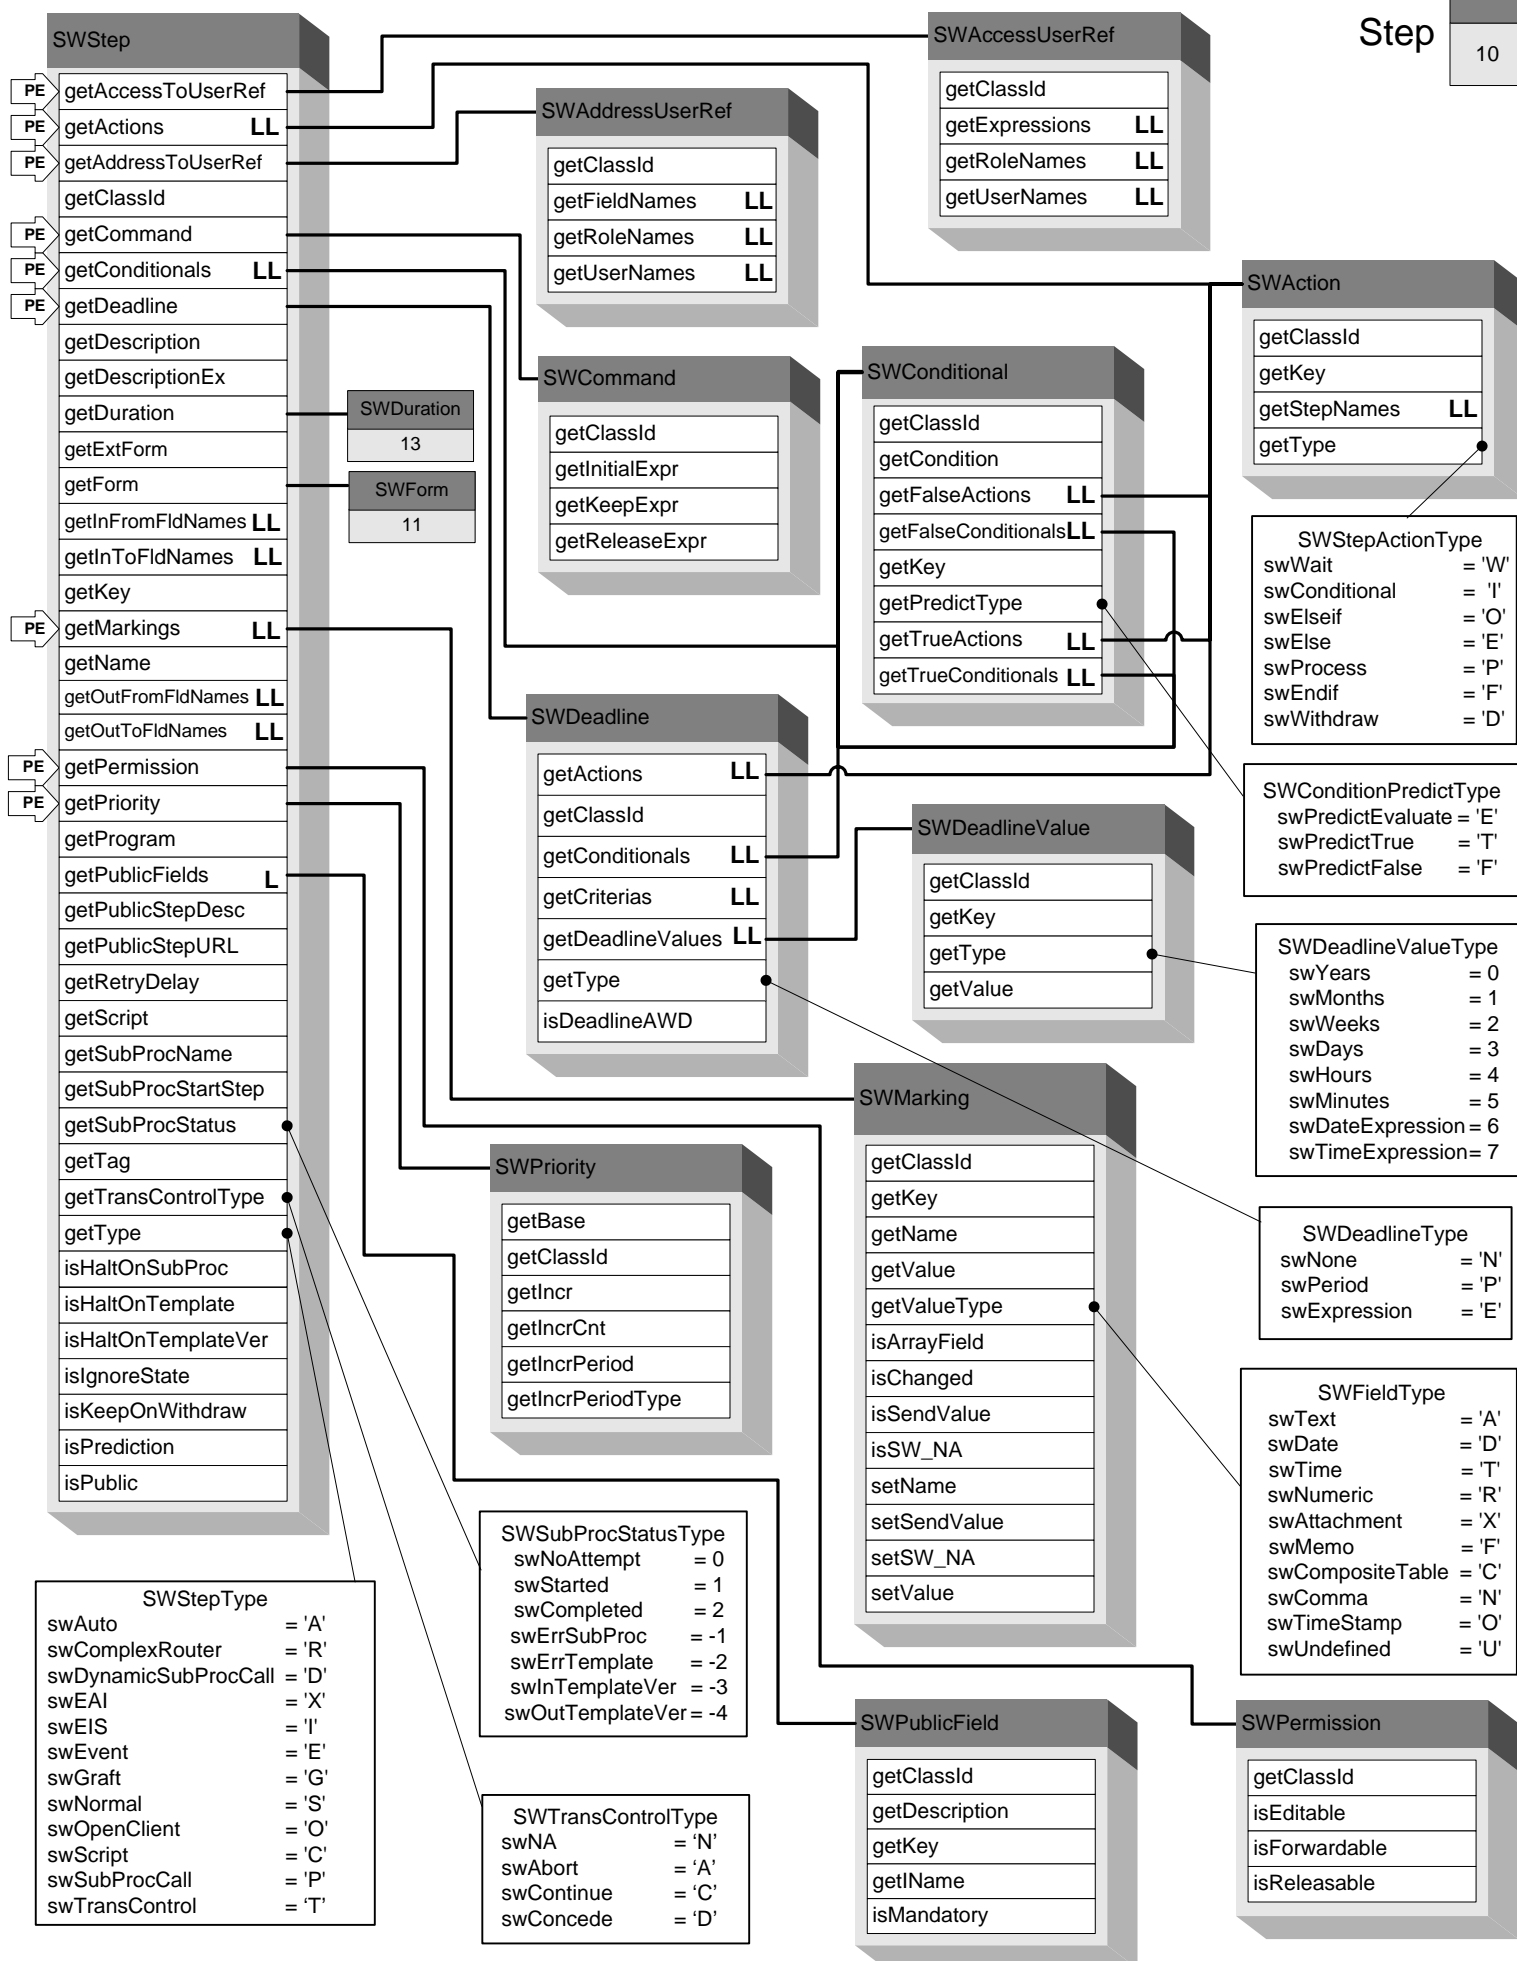 Step
10
SWStep
PE getAccessToUserRef
PE getActions LL
PE getAddressToUserRef
getClassId
PE getCommand
PE getConditionals LL
PE getDeadline
getDescription
getDescriptionEx
getDuration
getExtForm
getForm
getInFromFldNames LL
getInToFldNames LL
getKey
PE getMarkings LL
getName
getOutFromFldNames LL
getOutToFldNames LL
PE getPermission
PE getPriority
getProgram
getPublicFields L
getPublicStepDesc
getPublicStepURL
getRetryDelay
getScript
getSubProcName
getSubProcStartStep
getSubProcStatus
getTag
getTransControlType
getType
isHaltOnSubProc
isHaltOnTemplate
isHaltOnTemplateVer
isIgnoreState
isKeepOnWithdraw
isPrediction
isPublic
SWAccessUserRef
getClassId
getExpressions LL
getRoleNames LL
getUserNames LL
SWAddressUserRef
getClassId
getFieldNames LL
getRoleNames LL
getUserNames LL
SWAction
getClassId
getKey
getStepNames LL
getType
SWCommand
getClassId
getInitialExpr
getKeepExpr
getReleaseExpr
SWConditional
getClassId
getCondition
getFalseActions LL
getFalseConditionals LL
getKey
getPredictType
getTrueActions LL
getTrueConditionals LL
SWDuration
13
SWForm
11
SWStepActionType
swWait = 'W'
swConditional = 'I'
swElseif = 'O'
swElse = 'E'
swProcess = 'P'
swEndif = 'F'
swWithdraw = 'D'
SWDeadline
getActions LL
getClassId
getConditionals LL
getCriterias LL
getDeadlineValues LL
getType
isDeadlineAWD
SWConditionPredictType
swPredictEvaluate = 'E'
swPredictTrue = 'T'
swPredictFalse = 'F'
SWDeadlineValue
getClassId
getKey
getType
getValue
SWDeadlineValueType
swYears = 0
swMonths = 1
swWeeks = 2
swDays = 3
swHours = 4
swMinutes = 5
swDateExpression = 6
swTimeExpression = 7
SWMarking
getClassId
getKey
getName
getValue
getValueType
isArrayField
isChanged
isSendValue
isSW_NA
setName
setSendValue
setSW_NA
setValue
SWPriority
getBase
getClassId
getIncr
getIncrCnt
getIncrPeriod
getIncrPeriodType
SWDeadlineType
swNone = 'N'
swPeriod = 'P'
swExpression = 'E'
SWFieldType
swText = 'A'
swDate = 'D'
swTime = 'T'
swNumeric = 'R'
swAttachment = 'X'
swMemo = 'F'
swCompositeTable = 'C'
swComma = 'N'
swTimeStamp = 'O'
swUndefined = 'U'
SWSubProcStatusType
swNoAttempt = 0
swStarted = 1
swCompleted = 2
swErrSubProc = -1
swErrTemplate = -2
swInTemplateVer = -3
swOutTemplateVer = -4
SWStepType
swAuto = 'A'
swComplexRouter = 'R'
swDynamicSubProcCall = 'D'
swEAI = 'X'
swEIS = 'I'
swEvent = 'E'
swGraft = 'G'
swNormal = 'S'
swOpenClient = 'O'
swScript = 'C'
swSubProcCall = 'P'
swTransControl = ‘T’
SWTransControlType
swNA = ‘N’
swAbort = ‘A’
swContinue = ‘C’
swConcede = ‘D’
SWPublicField
getClassId
getDescription
getKey
getIName
isMandatory
SWPermission
getClassId
isEditable
isForwardable
isReleasable